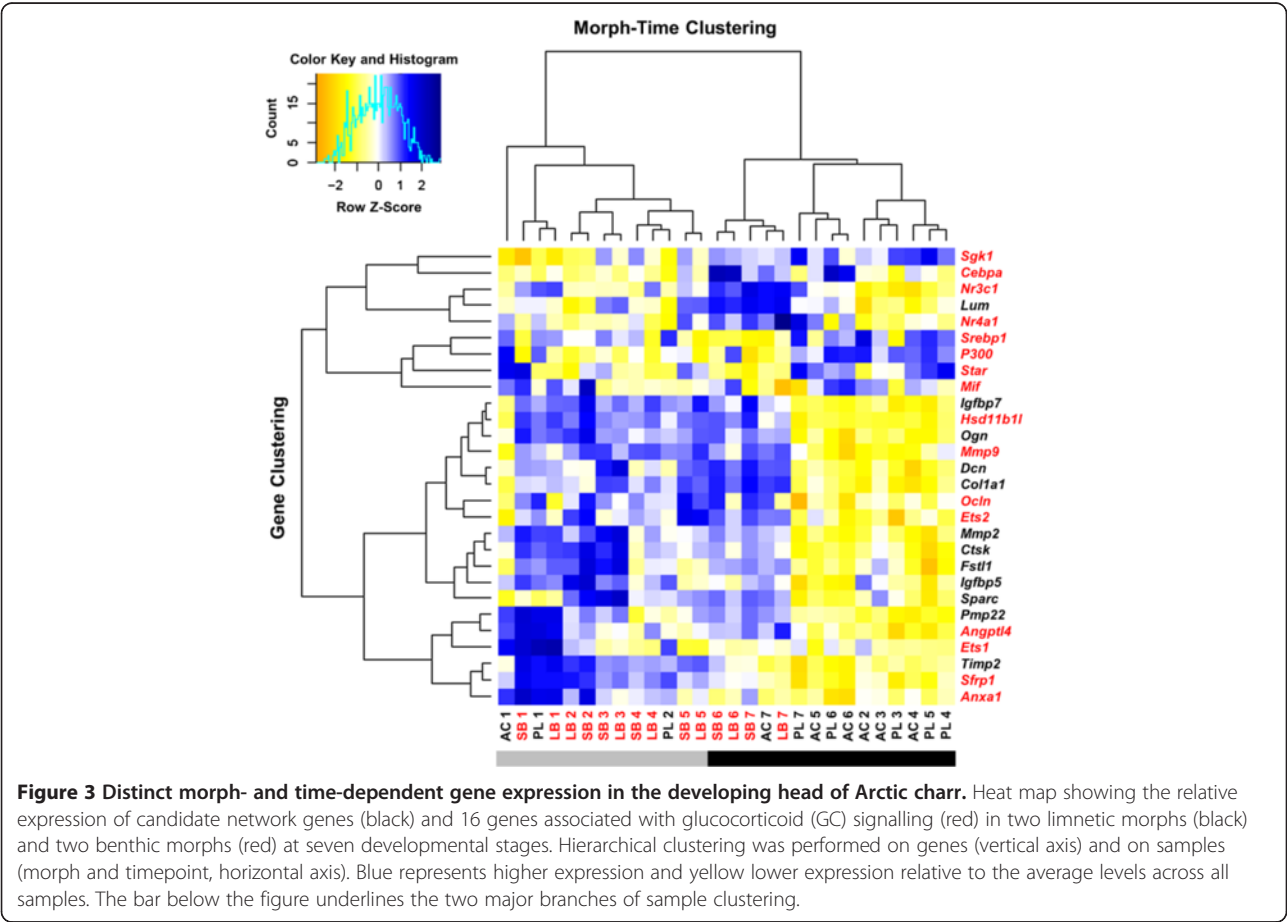 Morph-Time Clustering
Color Key and Histogram
Count
0 5 15
−2 0 1 2
Row Z-Score
Gene Clustering
Sgk1
Cebpa
Nr3c1
Lum
Nr4a1
Srebp1
P300
Star
Mif
Igfbp7
Hsd11b1l
Ogn
Mmp9
Dcn
Col1a1
Ocln
Ets2
Mmp2
Ctsk
Fstl1
Igfbp5
Sparc
Pmp22
Angptl4
Ets1
Timp2
Sfrp1
Anxa1
AC 1
SB 1
PL 1
LB 1
LB 2
SB 2
SB 3
LB 3
SB 4
LB 4
PL 2
SB 5
LB 5
SB 6
LB 6
SB 7
AC 7
LB 7
PL 7
AC 5
PL 6
AC 6
AC 2
AC 3
PL 3
AC 4
PL 5
PL 4
Figure 3 Distinct morph- and time-dependent gene expression in the developing head of Arctic charr. Heat map showing the relative
expression of candidate network genes (black) and 16 genes associated with glucocorticoid (GC) signalling (red) in two limnetic morphs (black)
and two benthic morphs (red) at seven developmental stages. Hierarchical clustering was performed on genes (vertical axis) and on samples
(morph and timepoint, horizontal axis). Blue represents higher expression and yellow lower expression relative to the average levels across all
samples. The bar below the figure underlines the two major branches of sample clustering.